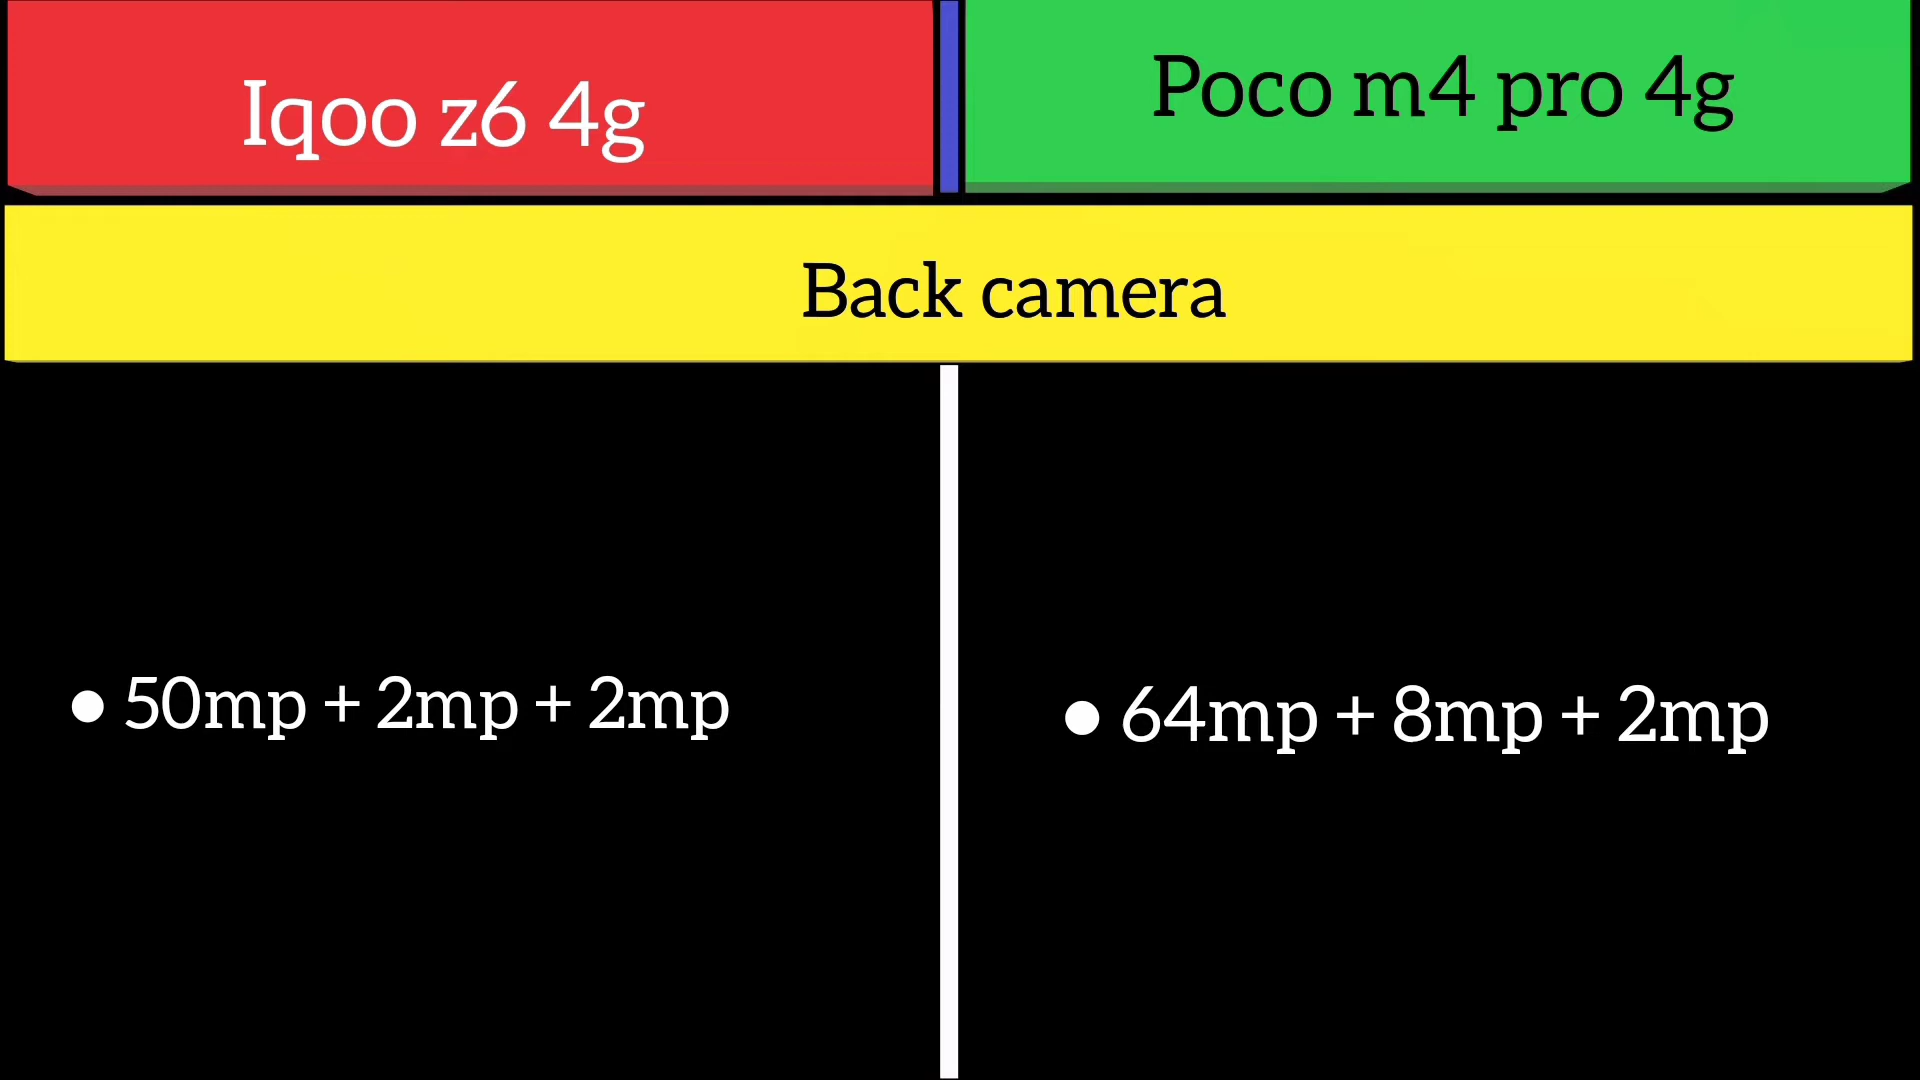 Iqoo z6 4g
Poco m4 pro 4g
Back camera
● 50mp + 2mp + 2mp
● 64mp + 8mp + 2mp